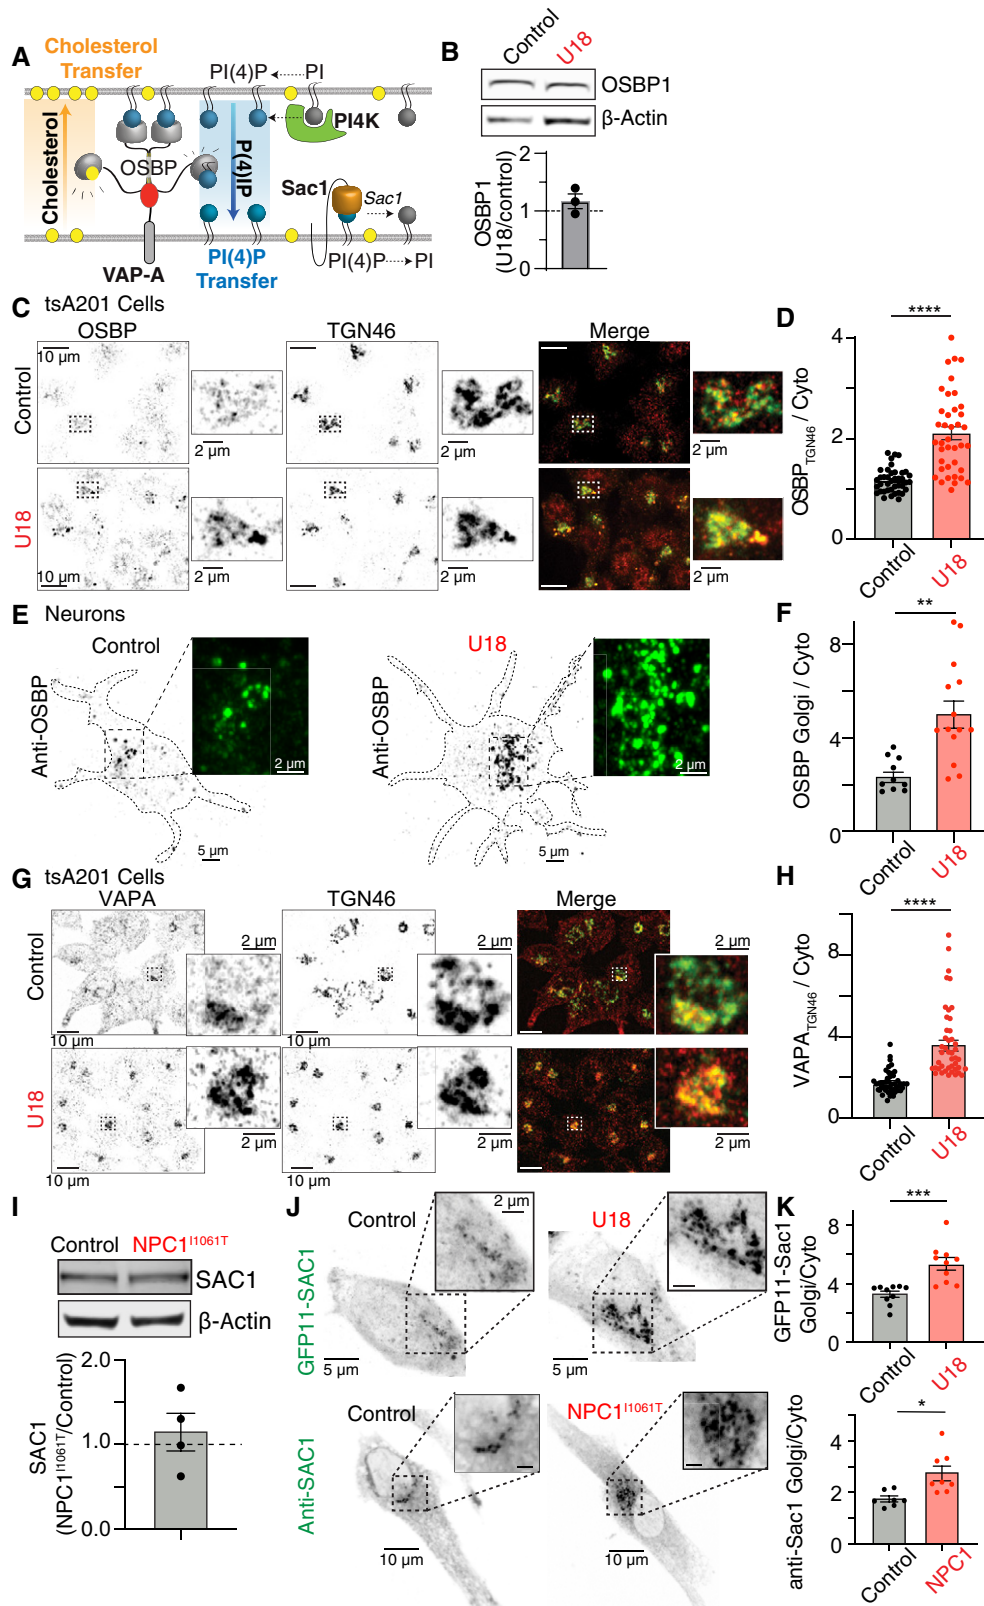 A
Cholesterol
Transfer
PI(4)P
PI
PI4K
Cholesterol
OSBP
P(4)IP
Sac1
Sac1
VAP-A
PI(4)P
Transfer
PI(4)P
PI
B
Control
U18
OSBP1
β-Actin
OSBP1
(U18/control)
2
1
0
C tsA201 Cells
OSBP
TGN46
Merge
Control
10 µm
2 µm
2 µm
2 µm
U18
10 µm
2 µm
2 µm
2 µm
D
****
OSBPTGN46 / Cyto
4
2
0
Control
U18
E Neurons
Control
U18
Anti-OSBP
2 µm
5 µm
Anti-OSBP
2 µm
5 µm
F
**
OSBP Golgi / Cyto
8
4
0
Control
U18
G tsA201 Cells
VAPA
TGN46
Merge
Control
2 µm
2 µm
2 µm
10 µm
10 µm
U18
2 µm
2 µm
2 µm
10 µm
10 µm
H
****
VAPATGN46 / Cyto
8
4
0
Control
U18
I
Control NPC1I1061T
SAC1
β-Actin
SAC1
(NPC1I1061T/Control)
2.0
1.0
0.0
J
Control
2 µm
U18
GFP11-SAC1
5 µm
5 µm
Control
NPC1I1061T
Anti-SAC1
10 µm
10 µm
K
***
GFP11-Sac1
Golgi/Cyto
8
4
0
Control
U18
*
anti-Sac1 Golgi/Cyto
4
2
0
Control
NPC1